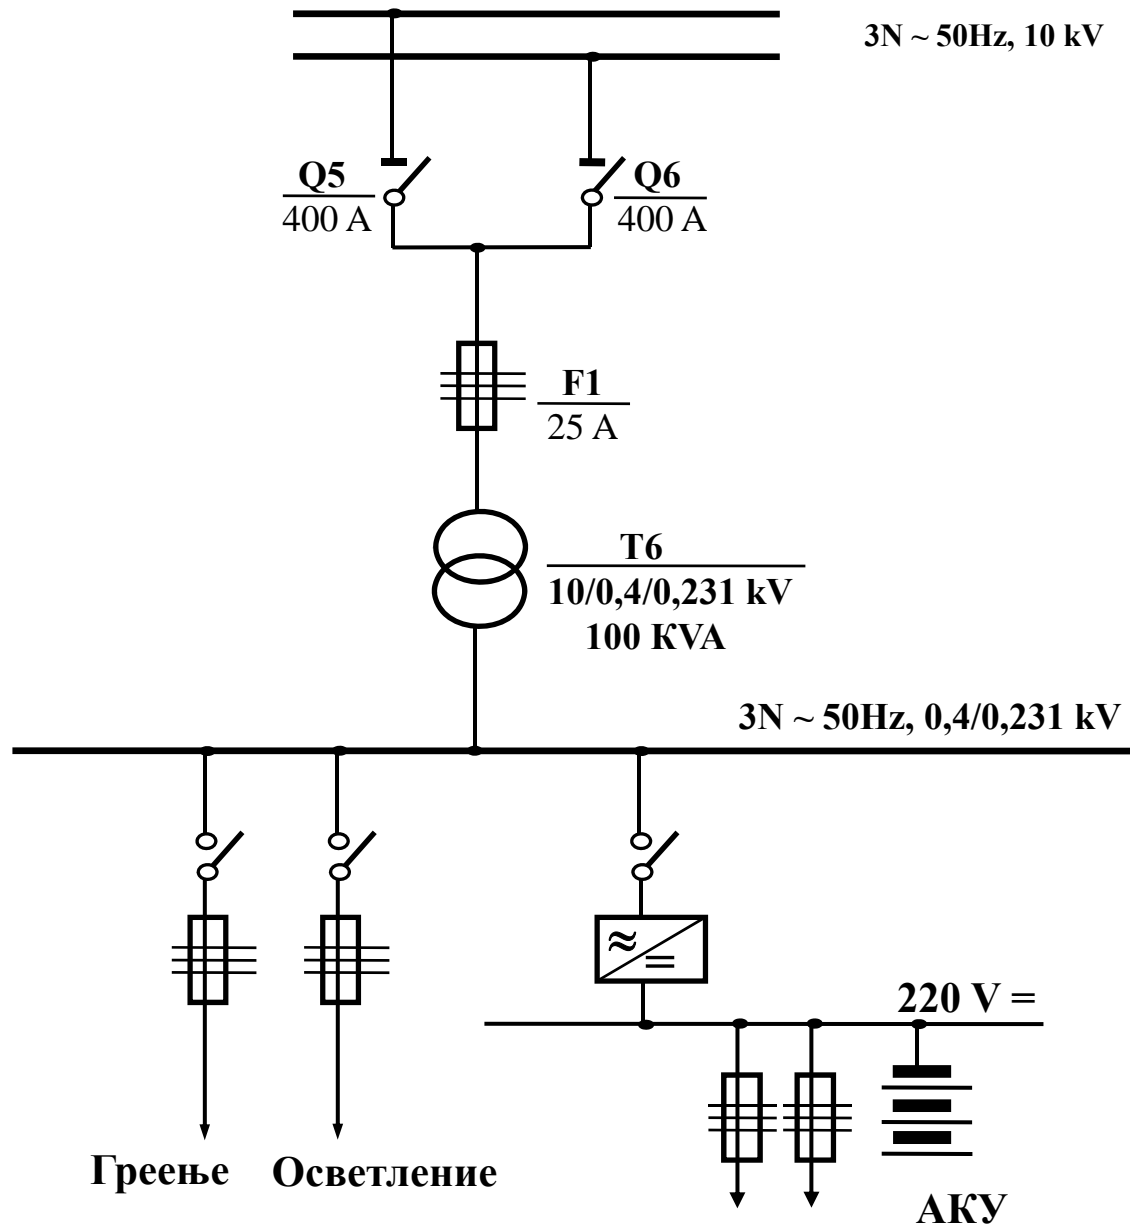 3N ~ 50Hz, 10 kV
Q5
400 A
Q6
400 A
F1
25 A
T6
10/0,4/0,231 kV
100 KVA
3N ~ 50Hz, 0,4/0,231 kV
≈
=
220 V =
Греење
Осветление
АКУ